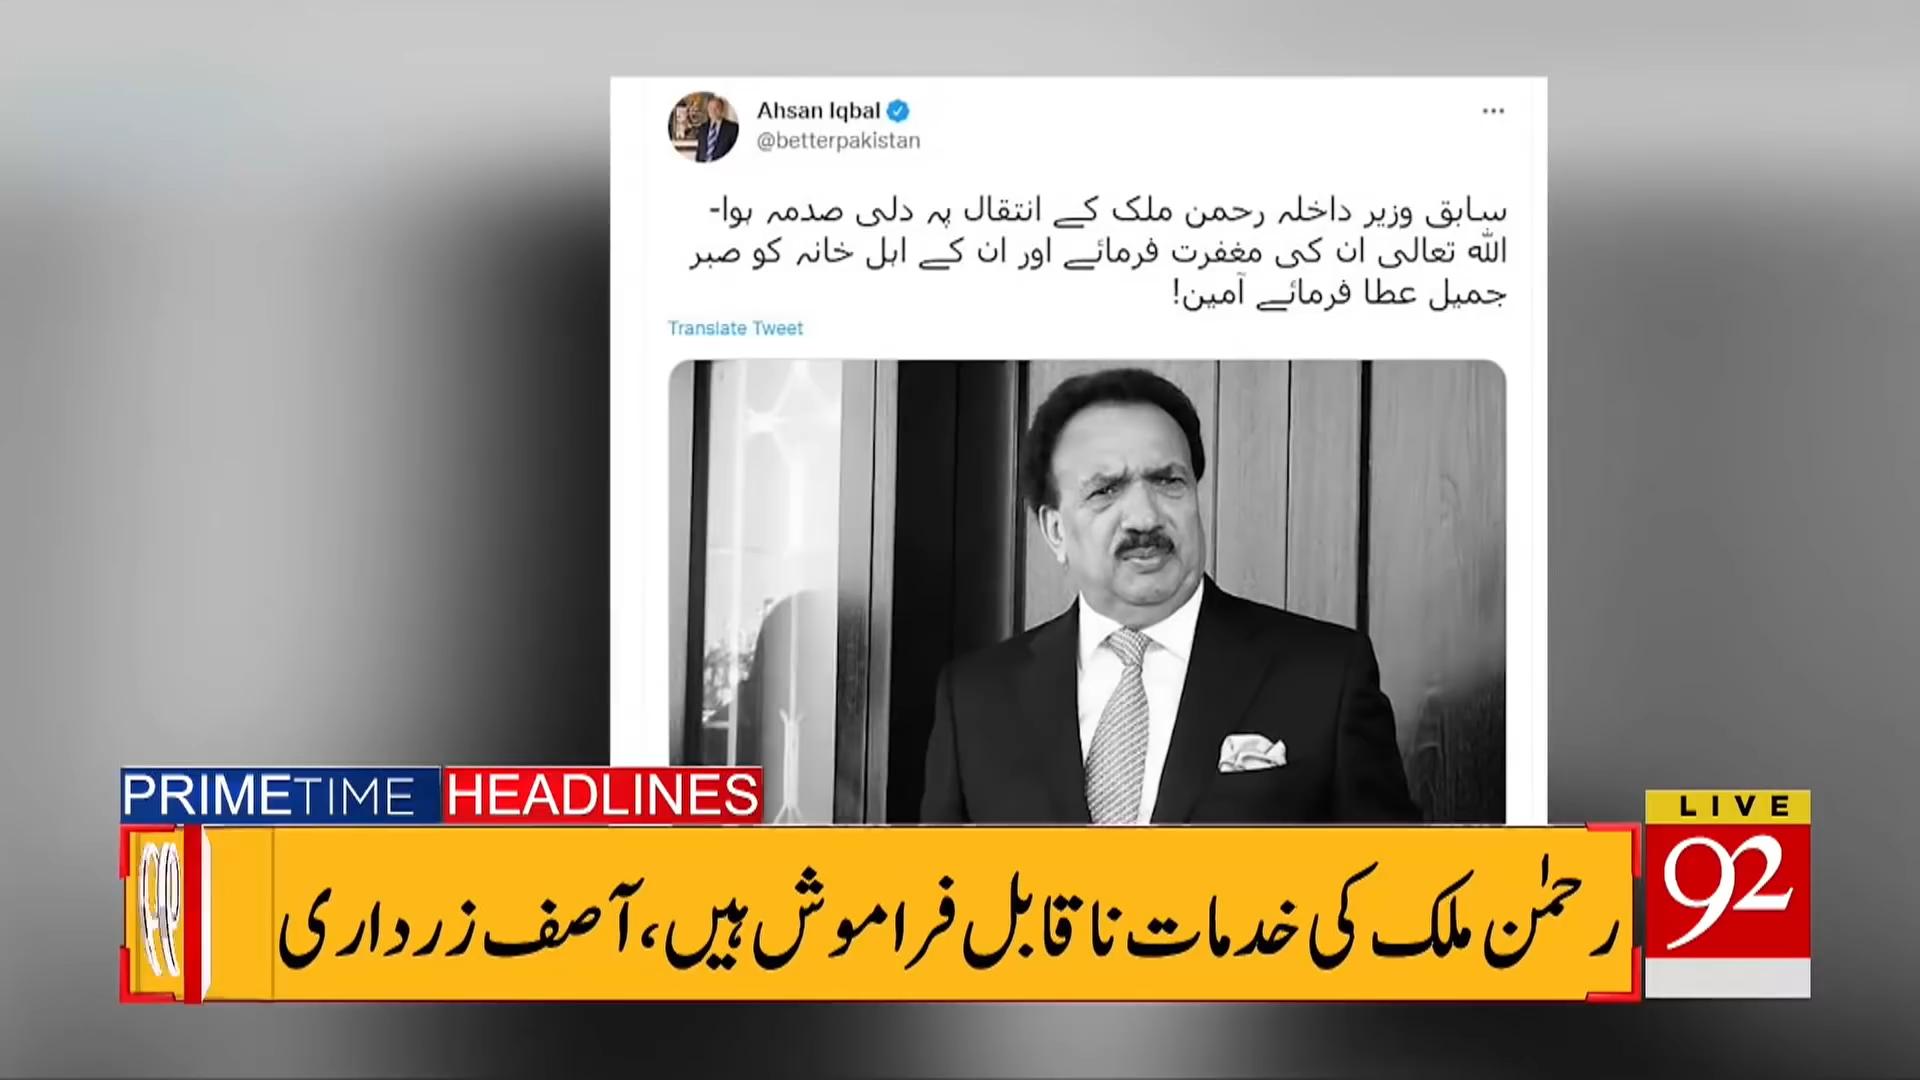 Ahsan Iqbal
@betterpakistan
سابق وزیر داخلہ رحمن ملک کے انتقال پہ دلی صدمہ ہوا-
اللہ تعالی ان کی مغفرت فرمائے اور ان کے اہل خانہ کو صبر
جمیل عطا فرمائے آمین!
Translate Tweet
PRIMETIME HEADLINES
رحمٰن ملک کی خدمات ناقابل فراموش ہیں، آصف زرداری
LIVE
92